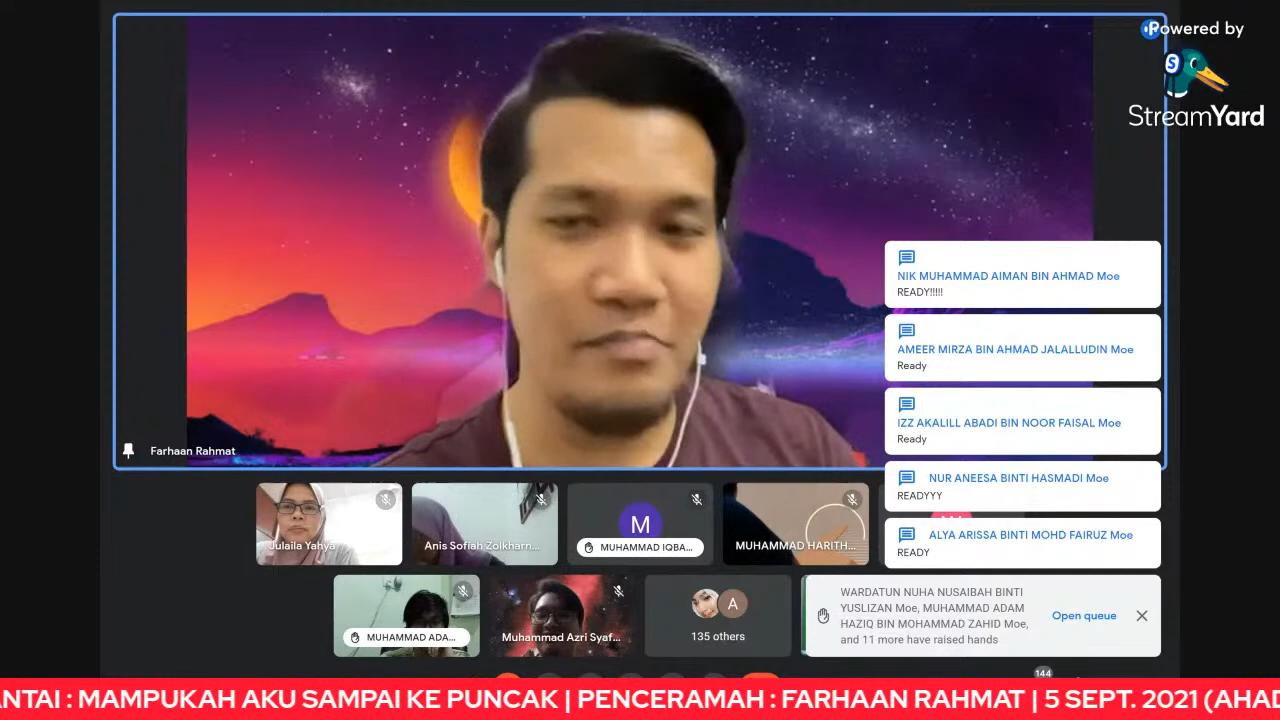 Powered by
StreamYard
NIK MUHAMMAD AIMAN BIN AHMAD Moe
READY!!!!!
AMEER MIRZA BIN AHMAD JALALLUDIN Moe
Ready
IZZ AKALILL ABADI BIN NOOR FAISAL Moe
Ready
NUR ANEESA BINTI HASMADI Moe
READYYY
ALYA ARISSA BINTI MOHD FAIRUZ Moe
READY
Farhaan Rahmat
Julaila Yahya
Anis Sofiah Zolkharn...
M
MUHAMMAD IQBA...
MUHAMMAD HARITH...
MUHAMMAD ADA...
Muhammad Azri Syaf...
A
135 others
WARDATUN NUHA NUSAIBAH BINTI
YUSLIZAN Moe, MUHAMMAD ADAM
HAZIQ BIN MOHAMMAD ZAHID Moe,
and 11 more have raised hands
Open queue
144
ANTAI : MAMPUKAH AKU SAMPAI KE PUNCAK | PENCERAMAH : FARHAAN RAHMAT | 5 SEPT. 2021 (AHAD